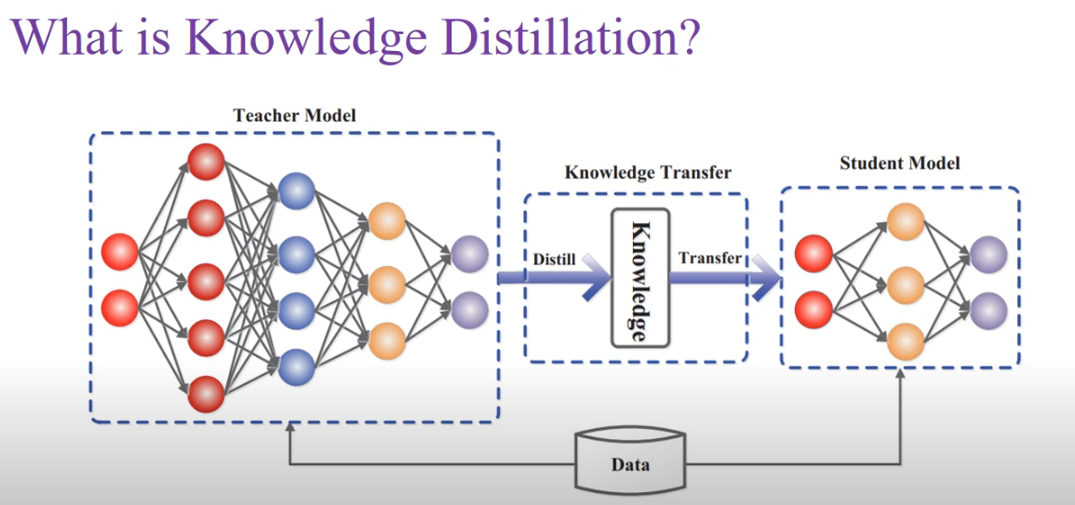 What is Knowledge Distillation?
Teacher Model
Knowledge Transfer
Student Model
Distill
Knowledge
Transfer
Data